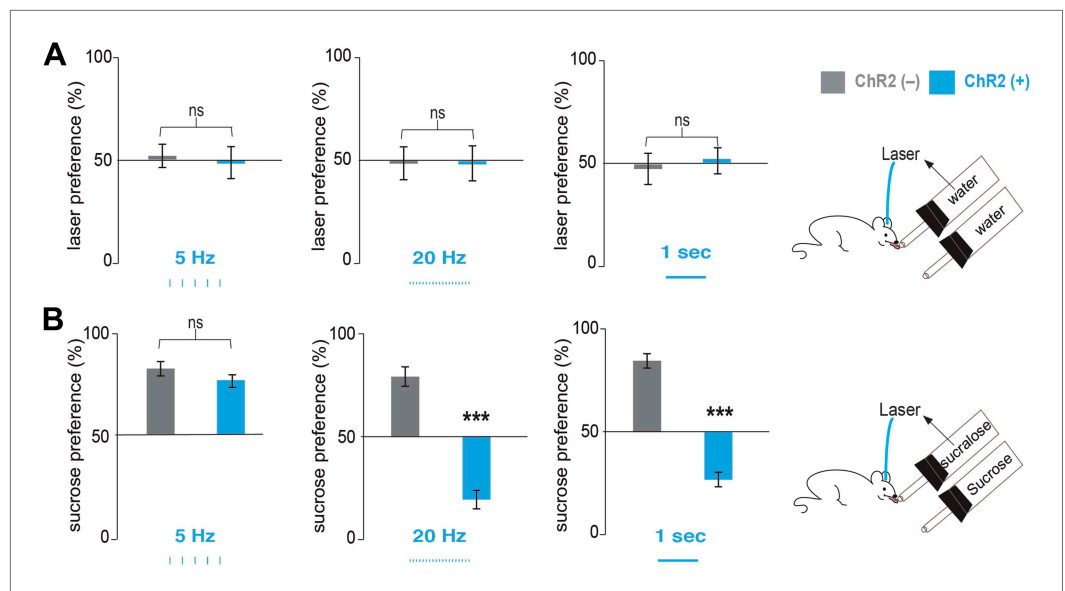 A
laser preference (%)
100
50
0
ns
5 Hz
laser preference (%)
100
50
0
ns
20 Hz
laser preference (%)
100
50
0
ns
1 sec
ChR2 (–)
ChR2 (+)
Laser
water
water
B
sucrose preference (%)
100
50
0
ns
5 Hz
sucrose preference (%)
100
50
0
***
20 Hz
sucrose preference (%)
100
50
0
***
1 sec
Laser
sucralose
Sucrose